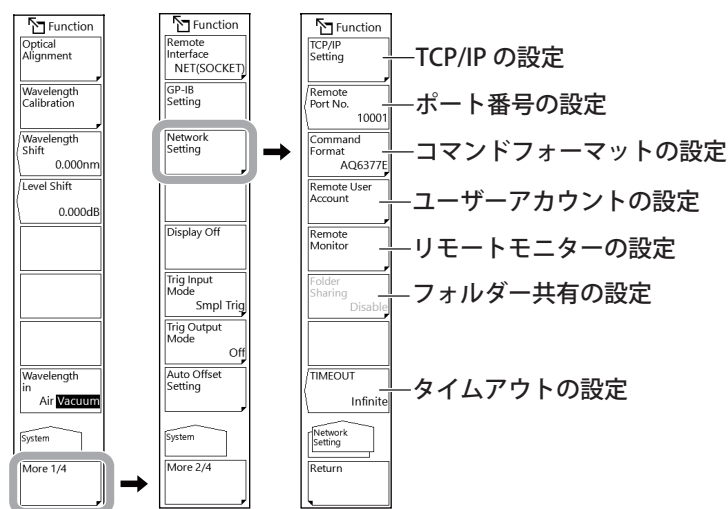 Function
Optical
Alignment
Wavelength
Calibration
Wavelength
Shift
0.000nm
Level Shift
0.000dB
Wavelength
in
Air Vacuum
System
More 1/4
Function
Remote
Interface
NET(SOCKET)
GP-IB
Setting
Network
Setting
Display Off
Trig Input
Mode
Smpl Trig
Trig Output
Mode
Off
Auto Offset
Setting
System
More 2/4
Function
TCP/IP
Setting
Remote
Port No.
10001
Command
Format
AQ6377E
Remote User
Account
Remote
Monitor
Folder
Sharing
Disable
TIMEOUT
Infinite
Network
Setting
Return
TCP/IP の設定
ポート番号の設定
コマンドフォーマットの設定
ユーザーアカウントの設定
リモートモニターの設定
フォルダー共有の設定
タイムアウトの設定